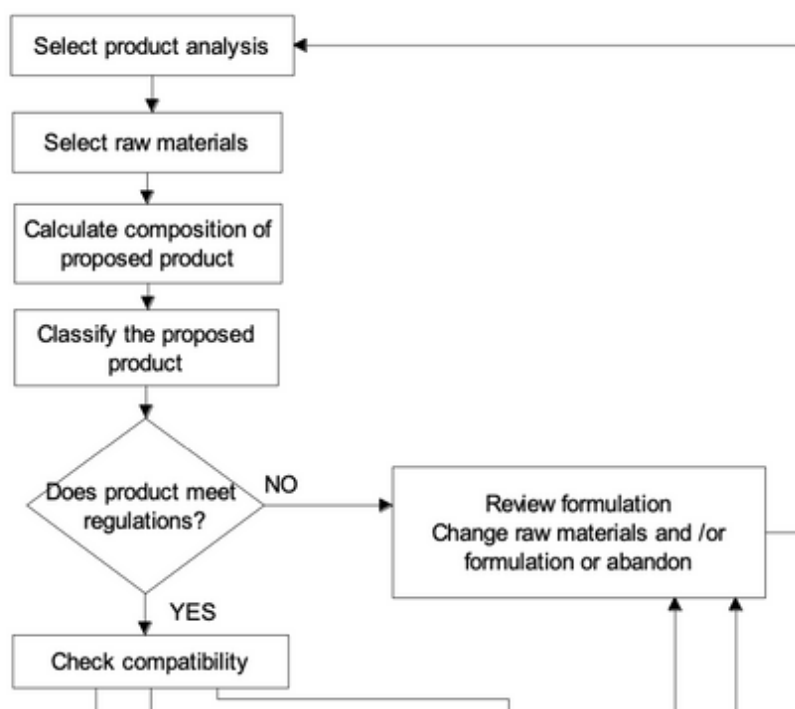 Select product analysis
Select raw materials
Calculate composition of
proposed product
Classify the proposed
product
Does product meet
regulations?
NO
Review formulation
Change raw materials and /or
formulation or abandon
YES
Check compatibility